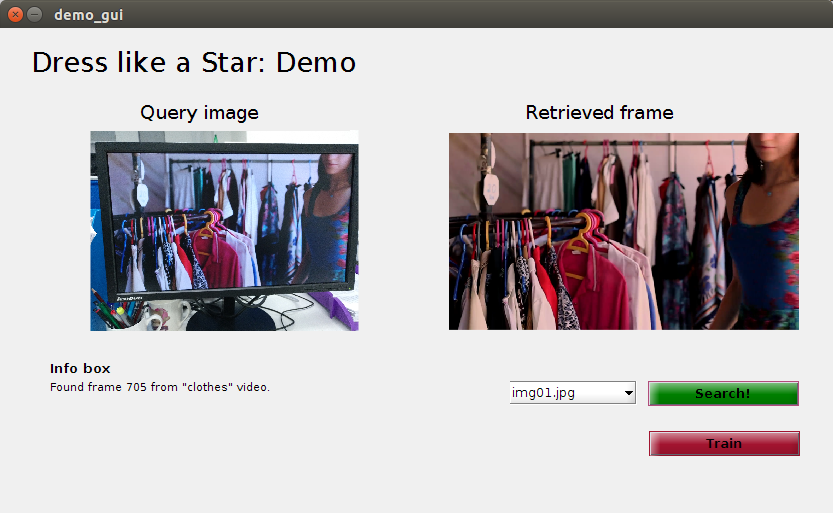 demo_gui
Dress like a Star: Demo
Query image
Retrieved frame
Info box
Found frame 705 from "clothes" video.
img01.jpg
Search!
Train